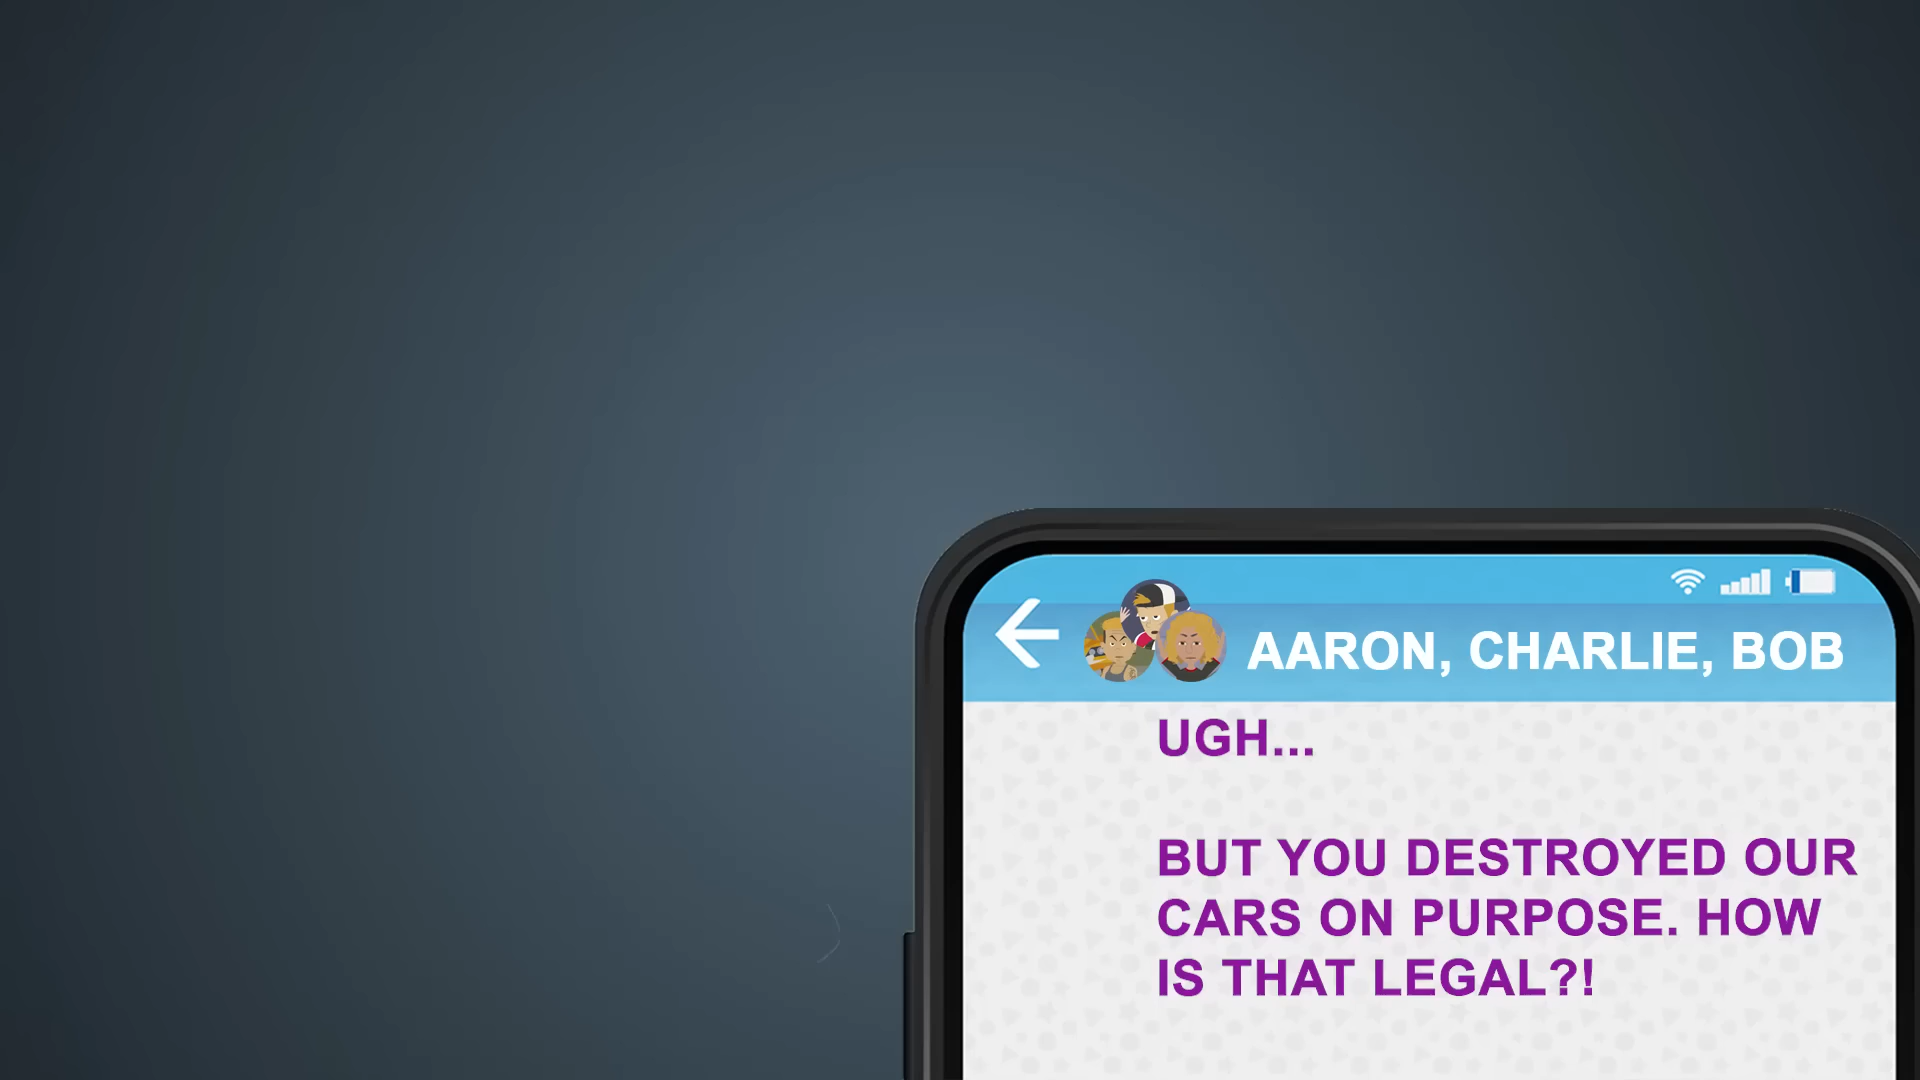 AARON, CHARLIE, BOB
UGH...
BUT YOU DESTROYED OUR
CARS ON PURPOSE. HOW
IS THAT LEGAL?!